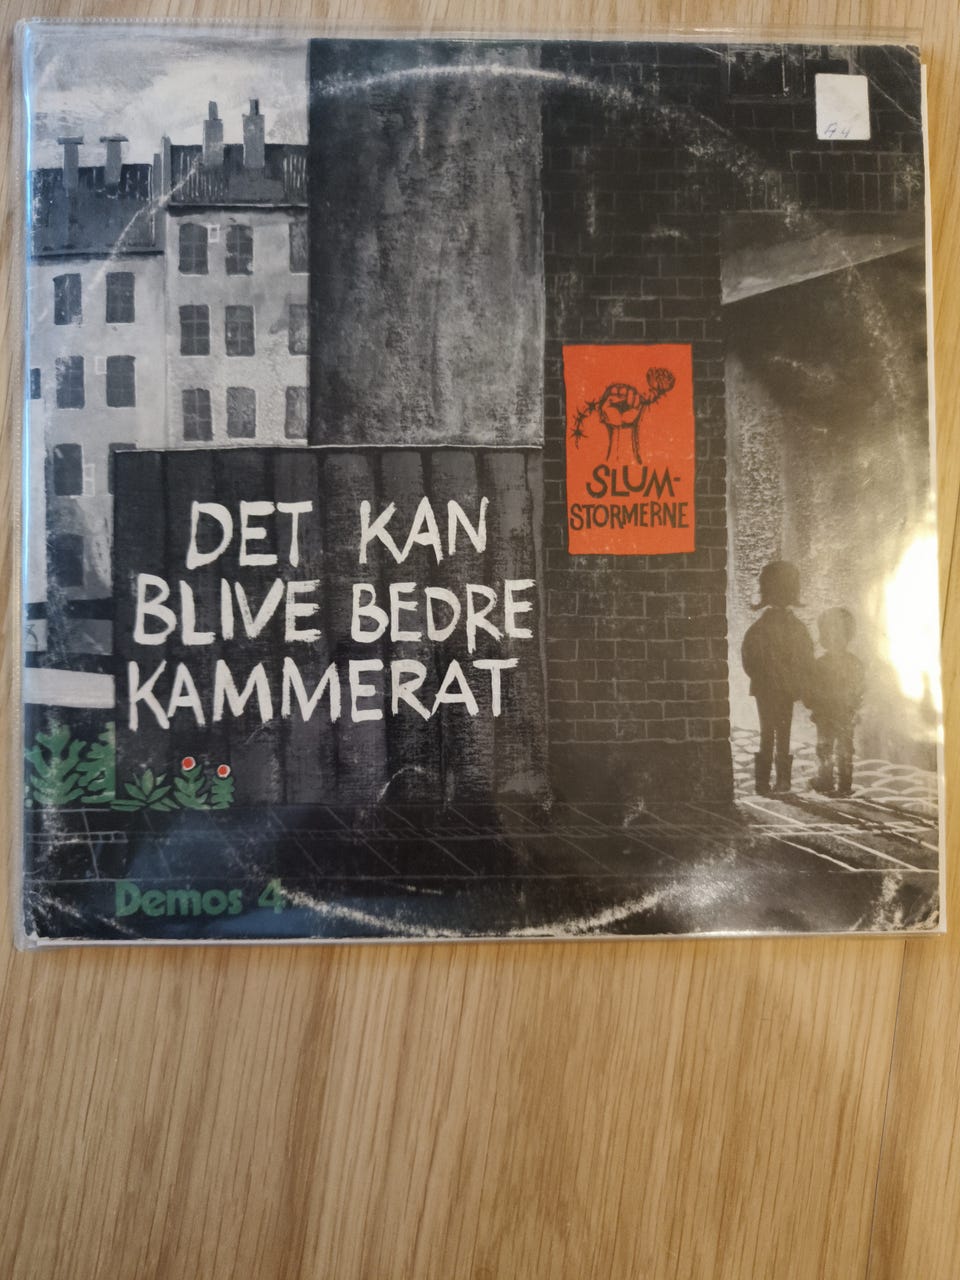 DET KAN
BLIVE BEDRE
KAMMERAT
SLUM-
STORMERNE
Demos 4